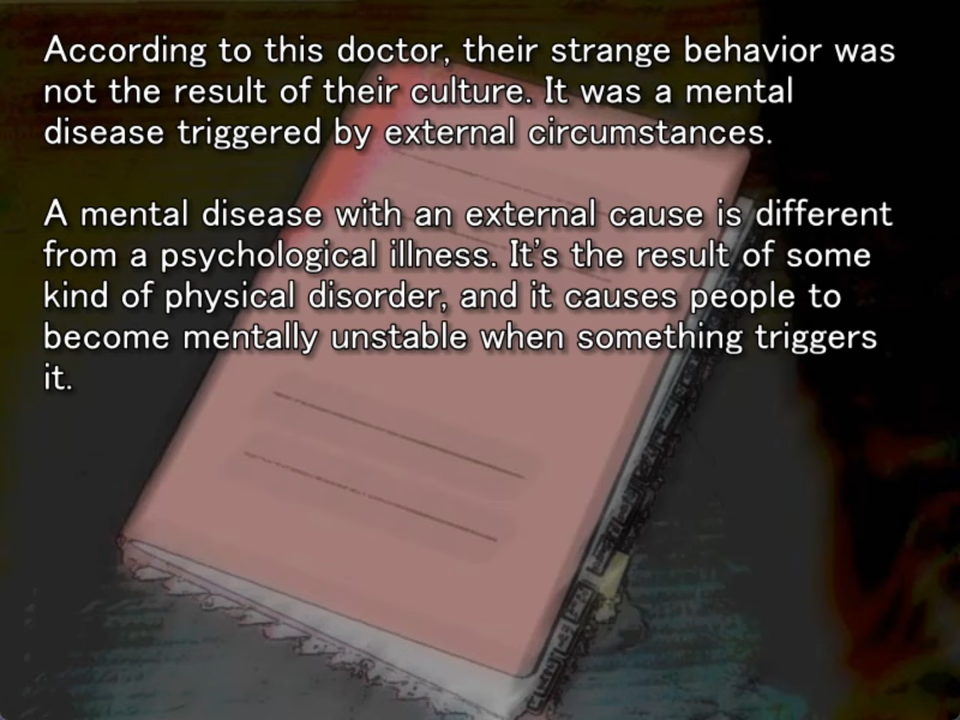 According to this doctor, their strange behavior was
not the result of their culture. It was a mental
disease triggered by external circumstances.
A mental disease with an external cause is different
from a psychological illness. It's the result of some
kind of physical disorder, and it causes people to
become mentally unstable when something triggers
it.